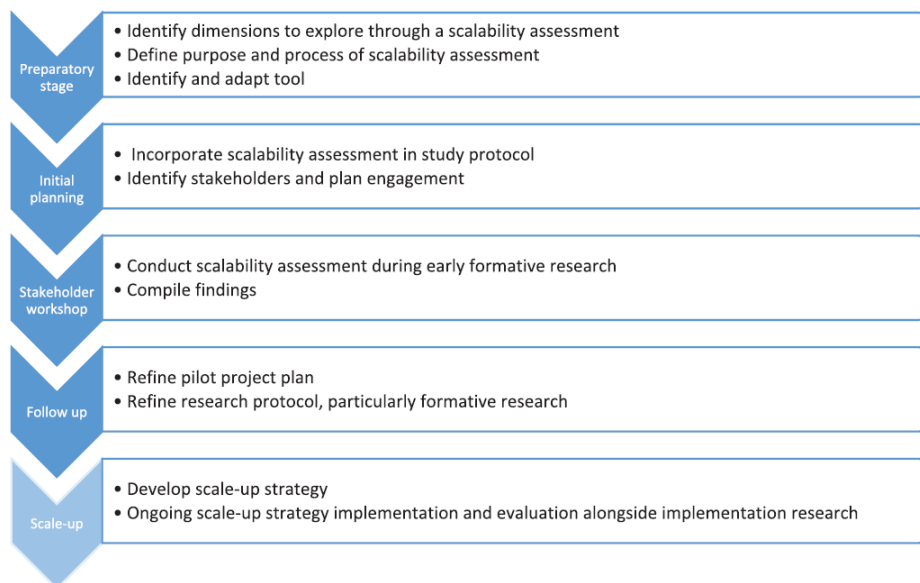 Preparatory
stage
• Identify dimensions to explore through a scalability assessment
• Define purpose and process of scalability assessment
• Identify and adapt tool
Initial
planning
• Incorporate scalability assessment in study protocol
• Identify stakeholders and plan engagement
Stakeholder
workshop
• Conduct scalability assessment during early formative research
• Compile findings
Follow up
• Refine pilot project plan
• Refine research protocol, particularly formative research
Scale-up
• Develop scale-up strategy
• Ongoing scale-up strategy implementation and evaluation alongside implementation research